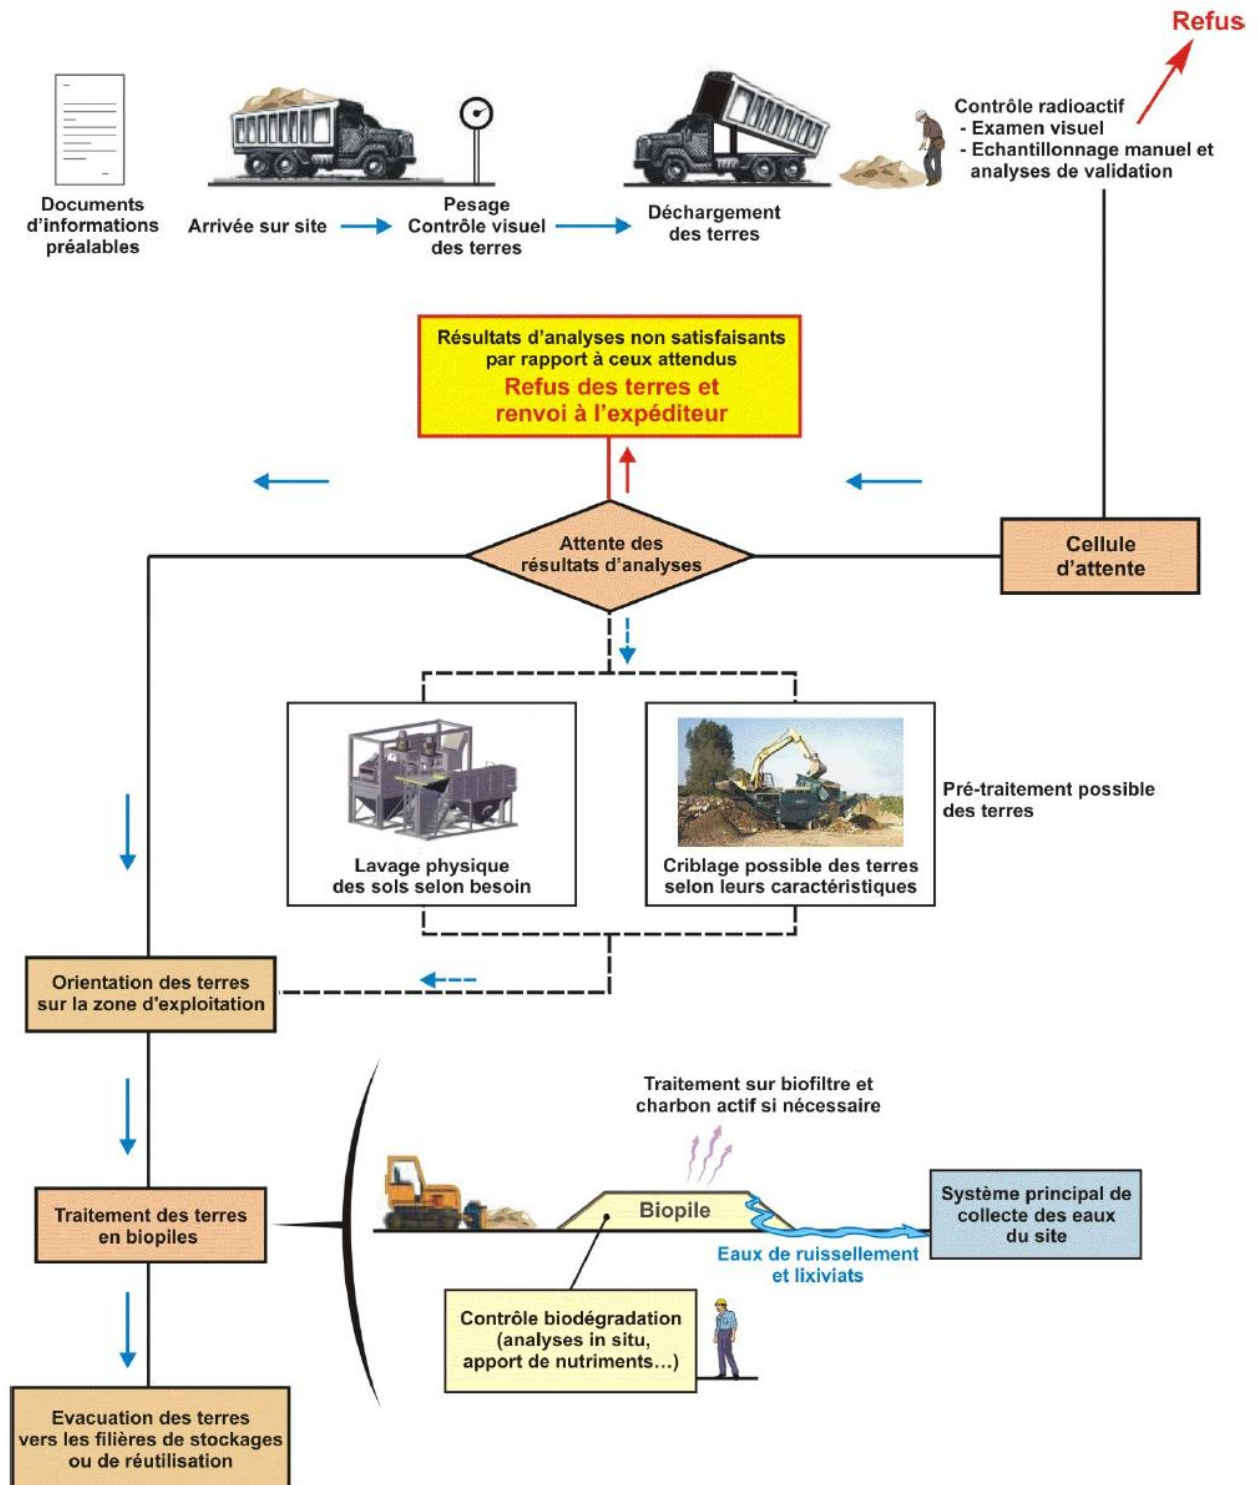 Refus
Documents
d'informations
préalables
Arrivée sur site
Pesage
Contrôle visuel
des terres
Déchargement
des terres
Contrôle radioactif
- Examen visuel
- Echantillonnage manuel et
analyses de validation
Résultats d'analyses non satisfaisants
par rapport à ceux attendus
Refus des terres et
renvoi à l'expéditeur
Attente des
résultats d'analyses
Cellule
d'attente
Lavage physique
des sols selon besoin
Criblage possible des terres
selon leurs caractéristiques
Pré-traitement possible
des terres
Orientation des terres
sur la zone d'exploitation
Traitement sur biofiltre et
charbon actif si nécessaire
Traitement des terres
en biopiles
Biopile
Système principal de
collecte des eaux
du site
Eaux de ruissellement
et lixiviats
Contrôle biodégradation
(analyses in situ,
apport de nutriments...)
Evacuation des terres
vers les filières de stockages
ou de réutilisation